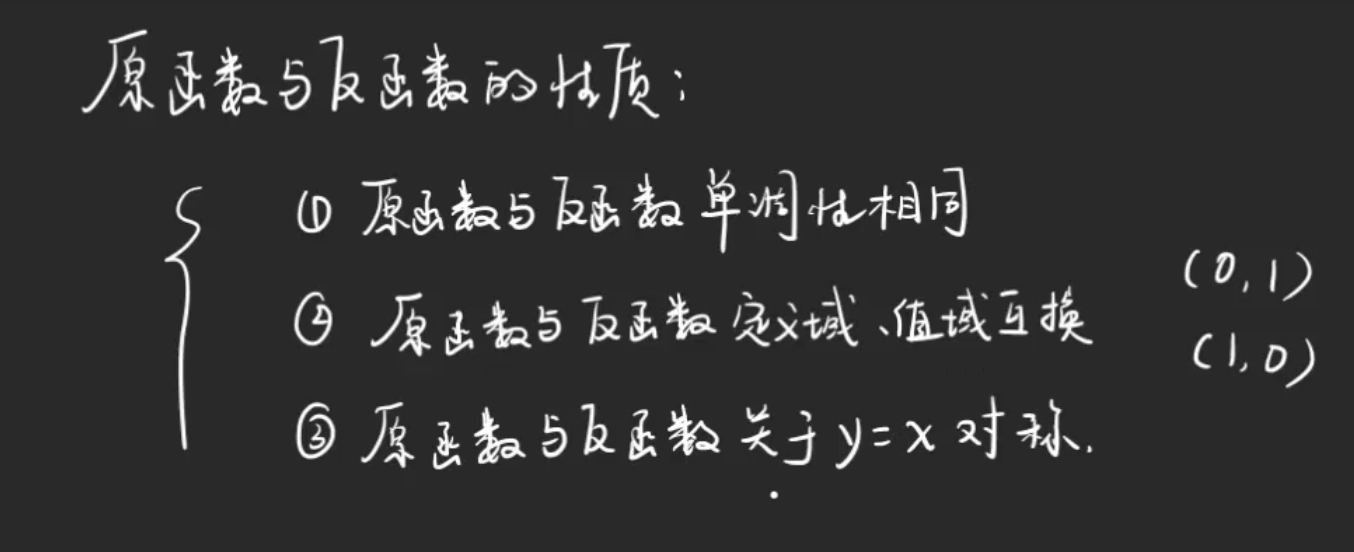 原函数与反函数的性质:
① 原函数与反函数单调性相同
② 原函数与反函数定义域、值域互换
(0,1)
(1,0)
③ 原函数与反函数关于y=x对称.